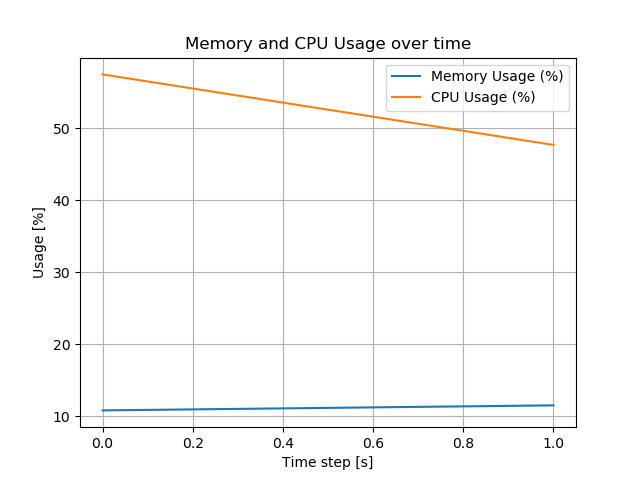 Memory and CPU Usage over time
Memory Usage (%)
CPU Usage (%)
Usage [%]
50
40
30
20
10
0.0 0.2 0.4 0.6 0.8 1.0
Time step [s]